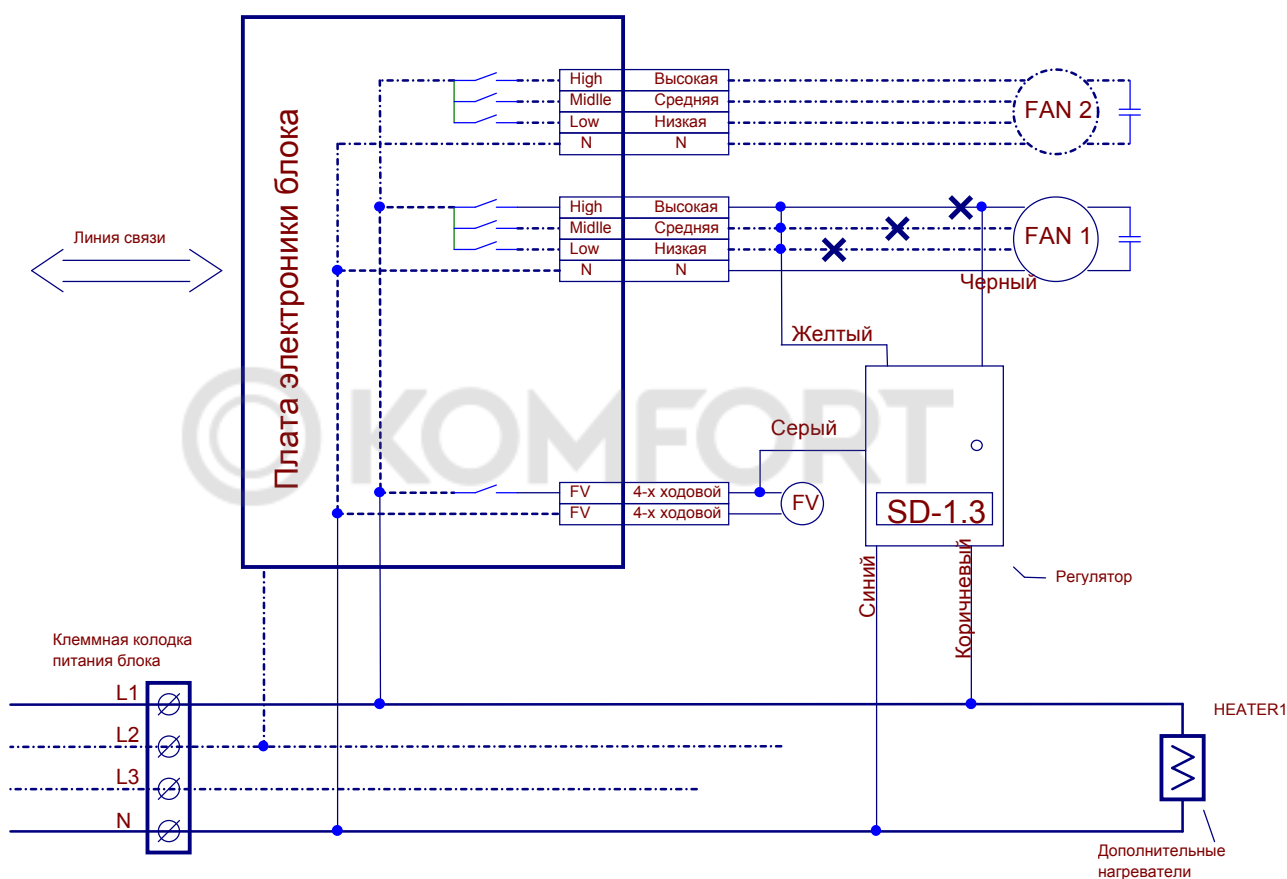 Плата электроники блока
High Высокая
Midlle Средняя
Low Низкая
N N
FAN 2
High Высокая
Midlle Средняя
Low Низкая
N N
FAN 1
Линия связи
Черный
Желтый
©KOMFORT
Серый
FV 4-х ходовой
FV 4-х ходовой
FV
SD-1.3
Синий
Коричневый
Регулятор
Клеммная колодка
питания блока
L1
L2
L3
N
HEATER1
Дополнительные
нагреватели